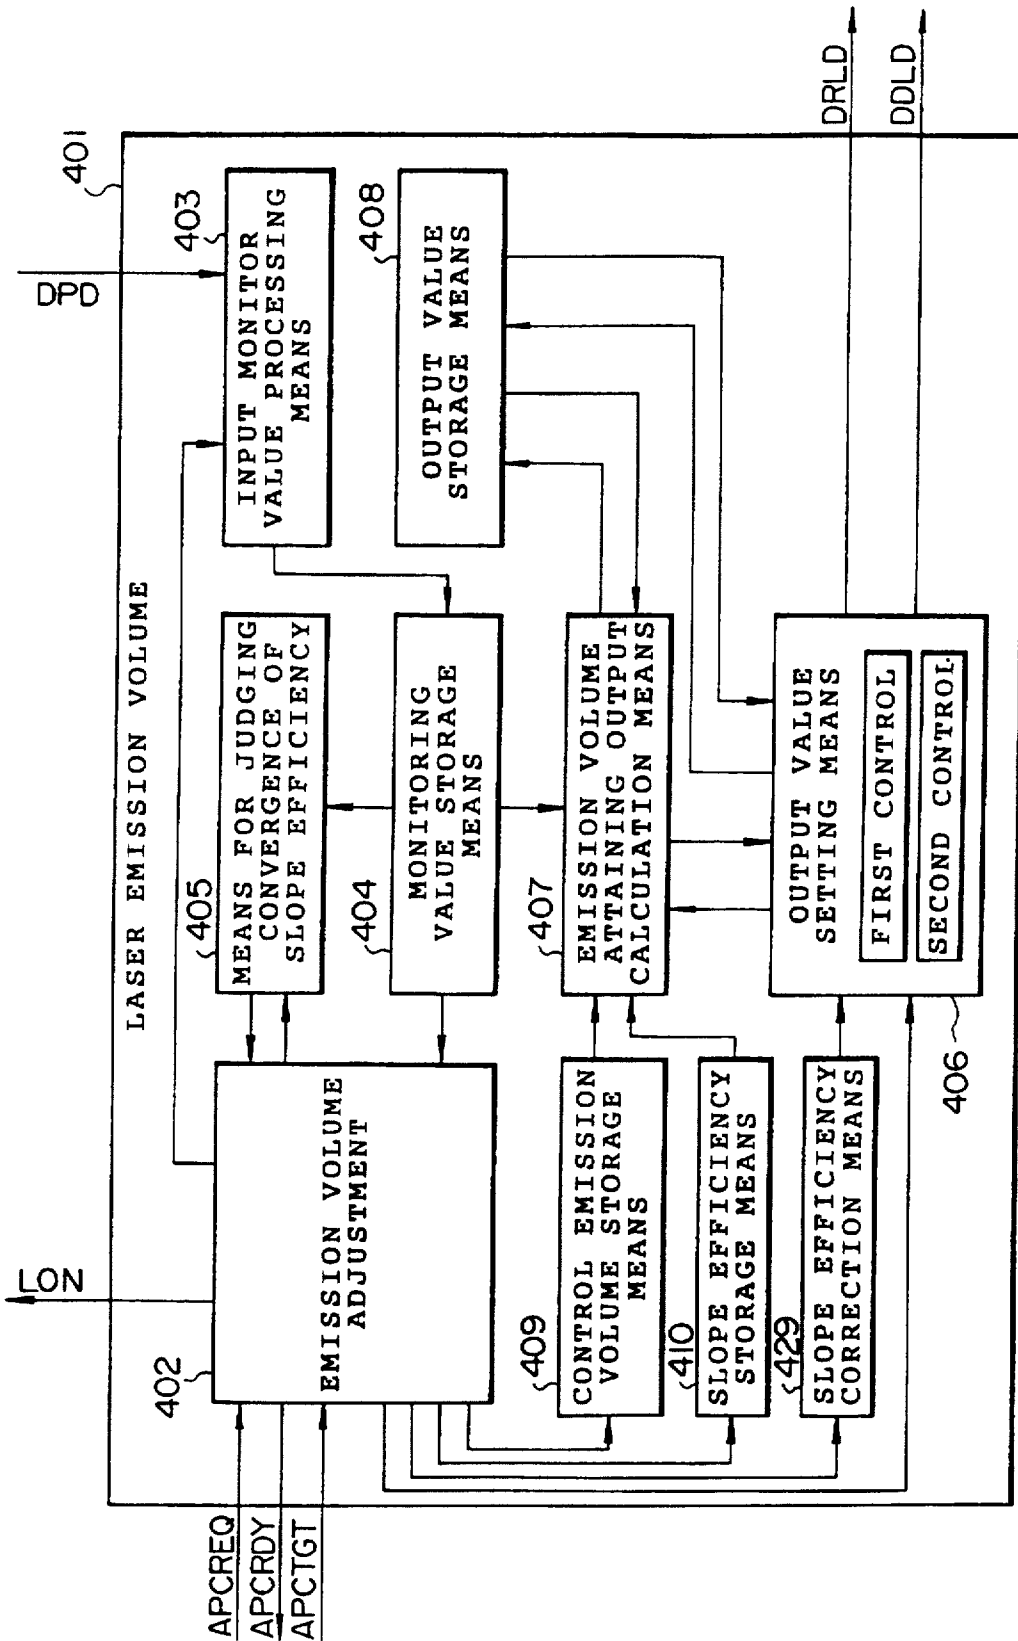 LASER EMISSION VOLUME
401
LON
DPD
APCREQ
APCRDY
APCTGT
402
EMISSION VOLUME
ADJUSTMENT
405
MEANS FOR JUDGING
CONVERGENCE OF
SLOPE EFFICIENCY
403
INPUT MONITOR
VALUE PROCESSING
MEANS
404
MONITORING
VALUE STORAGE
MEANS
408
OUTPUT VALUE
STORAGE MEANS
409
CONTROL EMISSION
VOLUME STORAGE
MEANS
407
EMISSION VOLUME
ATTAINING OUTPUT
CALCULATION MEANS
410
SLOPE EFFICIENCY
STORAGE MEANS
429
SLOPE EFFICIENCY
CORRECTION MEANS
OUTPUT VALUE
SETTING MEANS
FIRST CONTROL
SECOND CONTROL
406
DRLD
DDLD